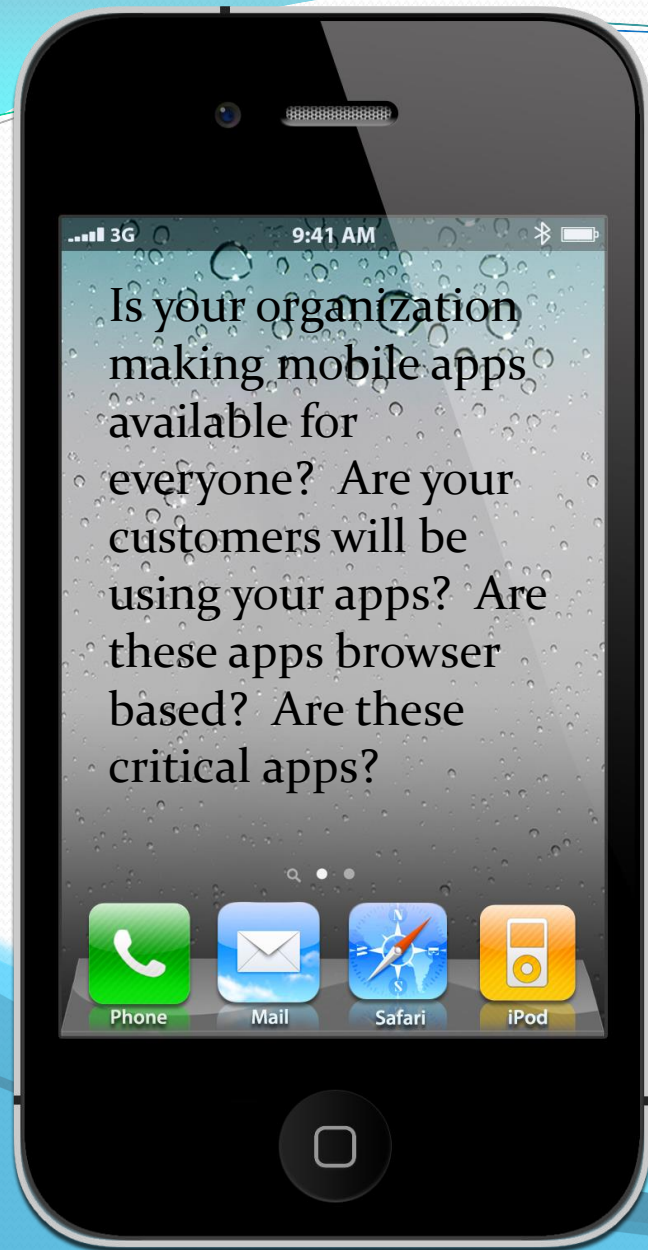 3G 9:41 AM
Is your organization
making mobile apps
available for
everyone?  Are your
customers will be
using your apps?  Are
these apps browser
based?  Are these
critical apps?
Phone Mail Safari iPod